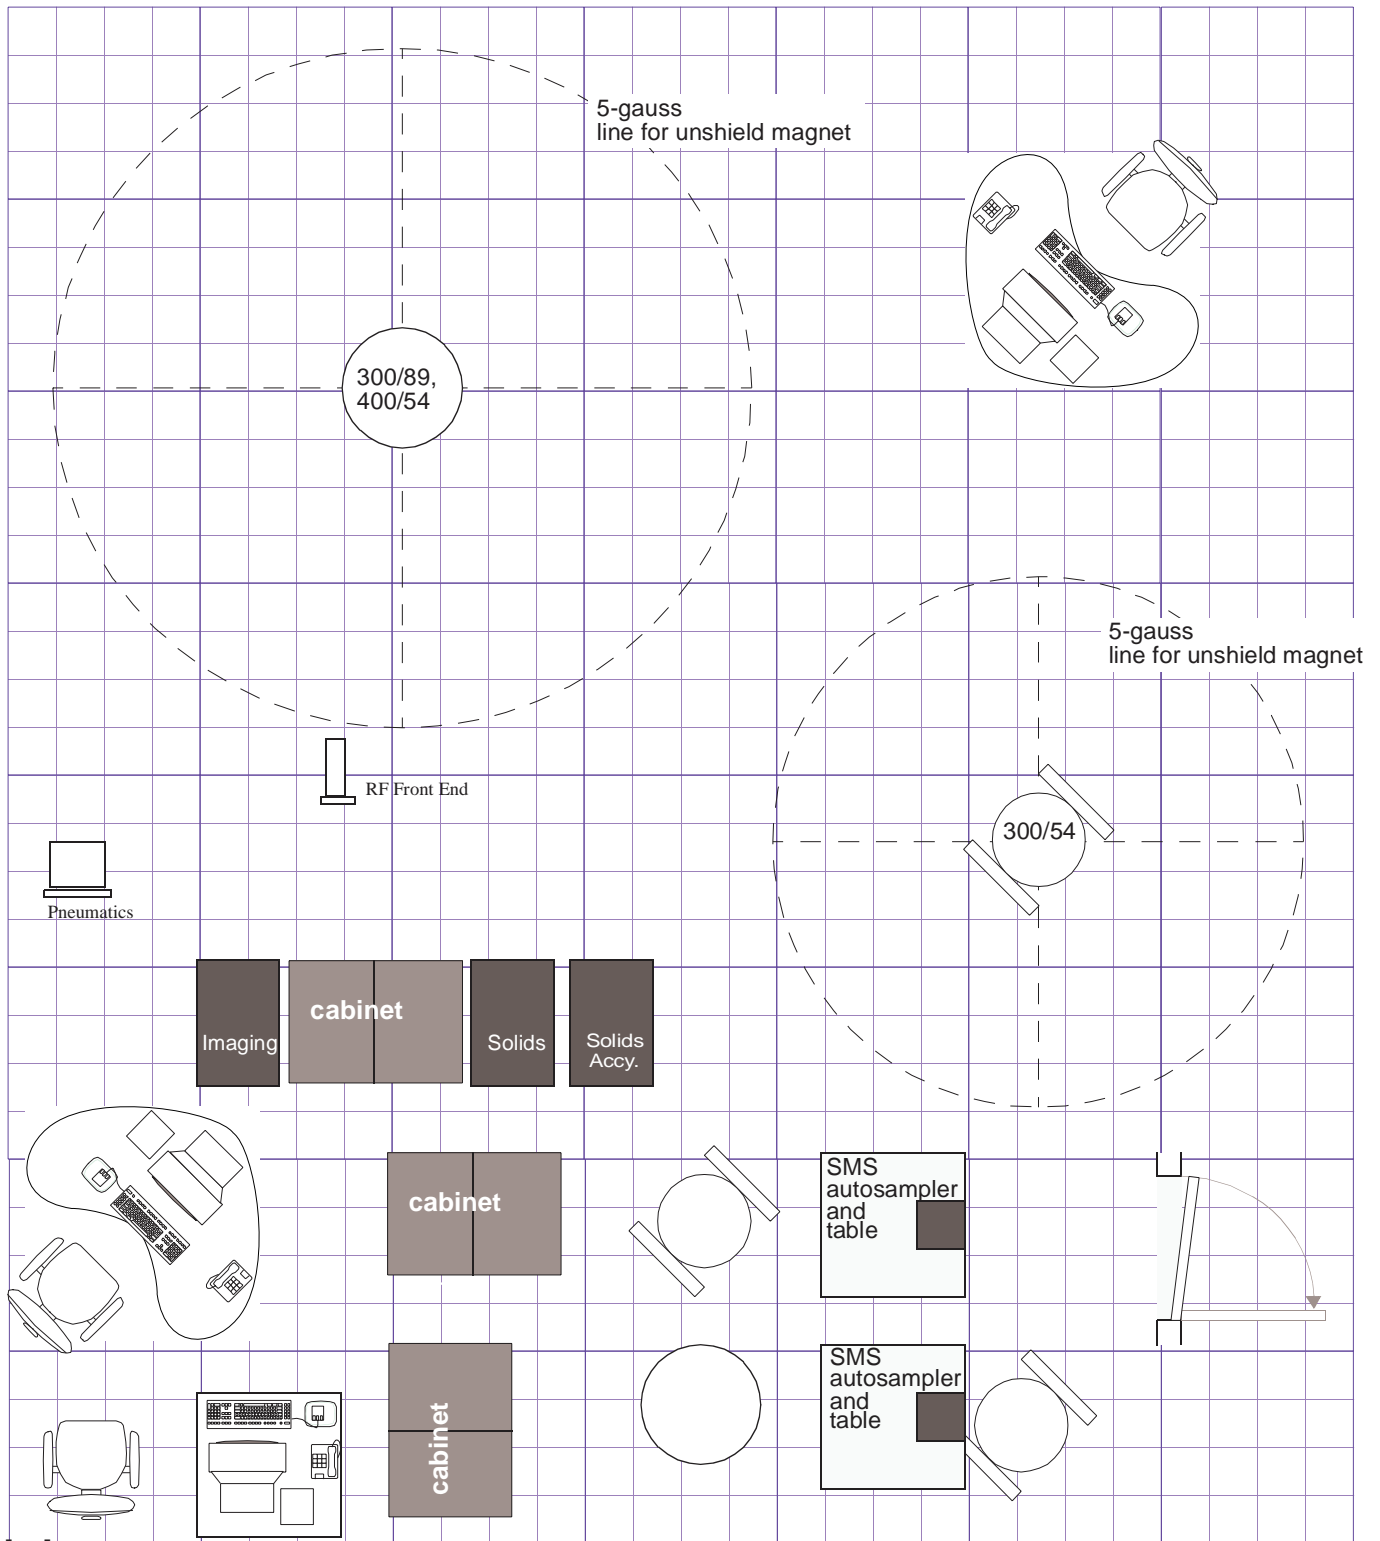 5-gauss
line for unshield magnet
300/89,
400/54
5-gauss
line for unshield magnet
RF Front End
300/54
Pneumatics
cabinet
Imaging
Solids
Solids
Accy.
cabinet
SMS
autosampler
and
table
SMS
autosampler
and
table
cabinet